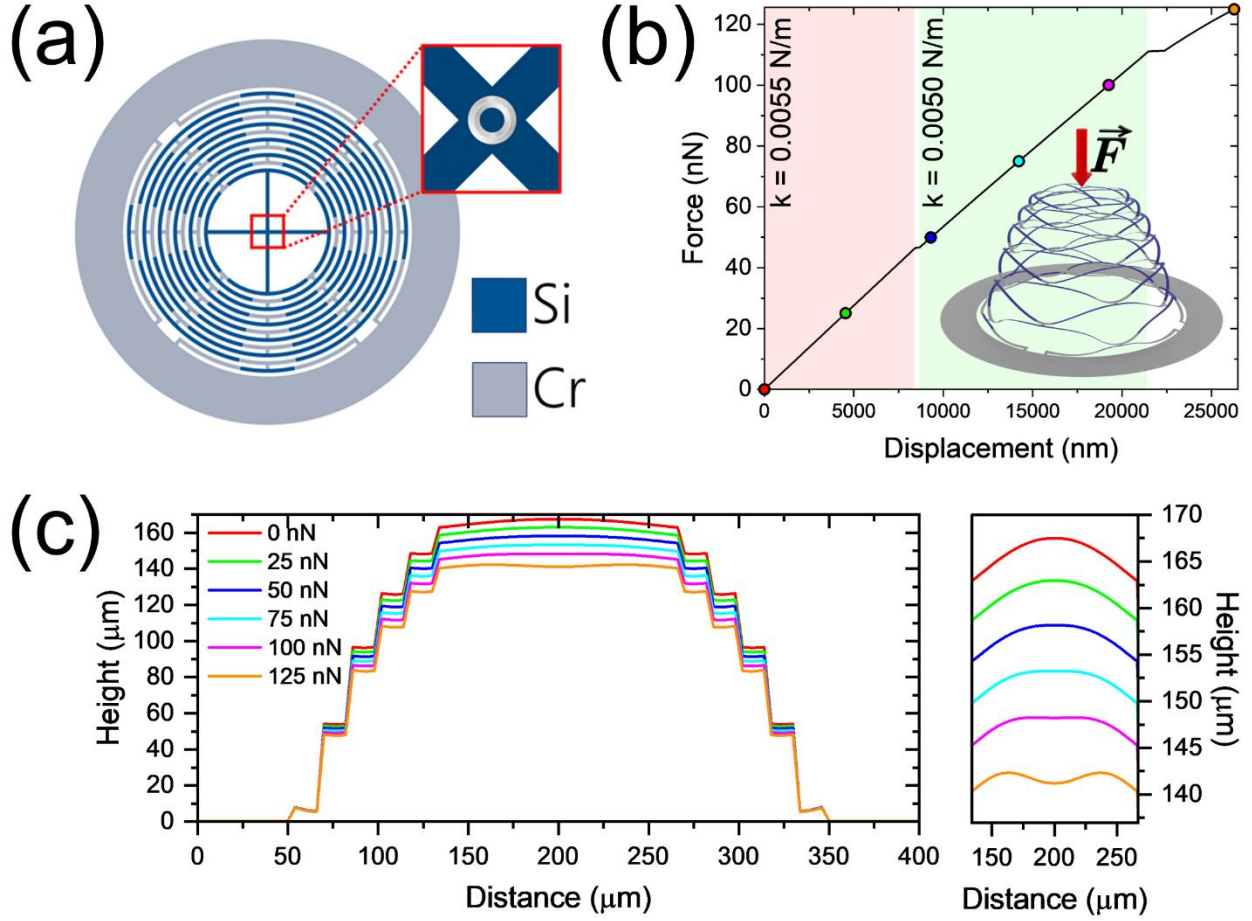 (a)
Si
Cr
(b)
Force (nN)
120
100
80
60
40
20
0
k = 0.0055 N/m
k = 0.0050 N/m
F
0
5000
10000
15000
20000
25000
Displacement (nm)
(c)
Height (μm)
160
140
120
100
80
60
40
20
0
0 nN
25 nN
50 nN
75 nN
100 nN
125 nN
0
50
100
150
200
250
300
350
400
Distance (μm)
170
165
160
155
150
145
140
Height (μm)
150
200
250
Distance (μm)